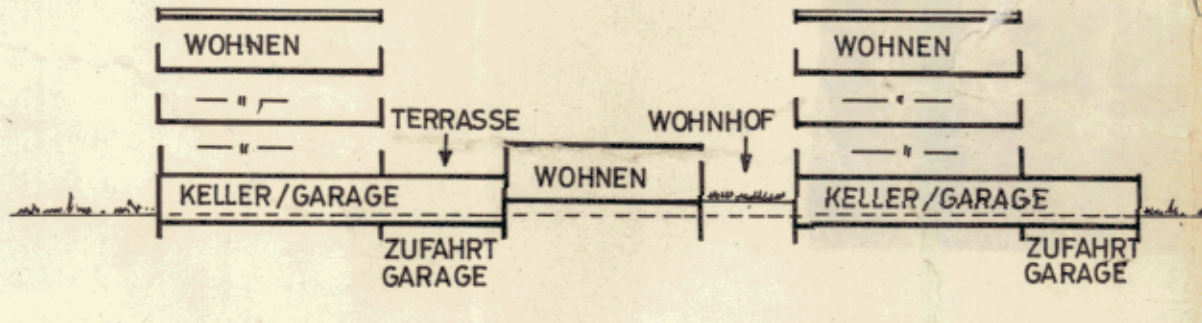 WOHNEN
WOHNEN
— " —
— " —
TERRASSE
WOHNHOF
— " —
— " —
WOHNEN
KELLER/GARAGE
KELLER/GARAGE
ZUFAHRT
GARAGE
ZUFAHRT
GARAGE